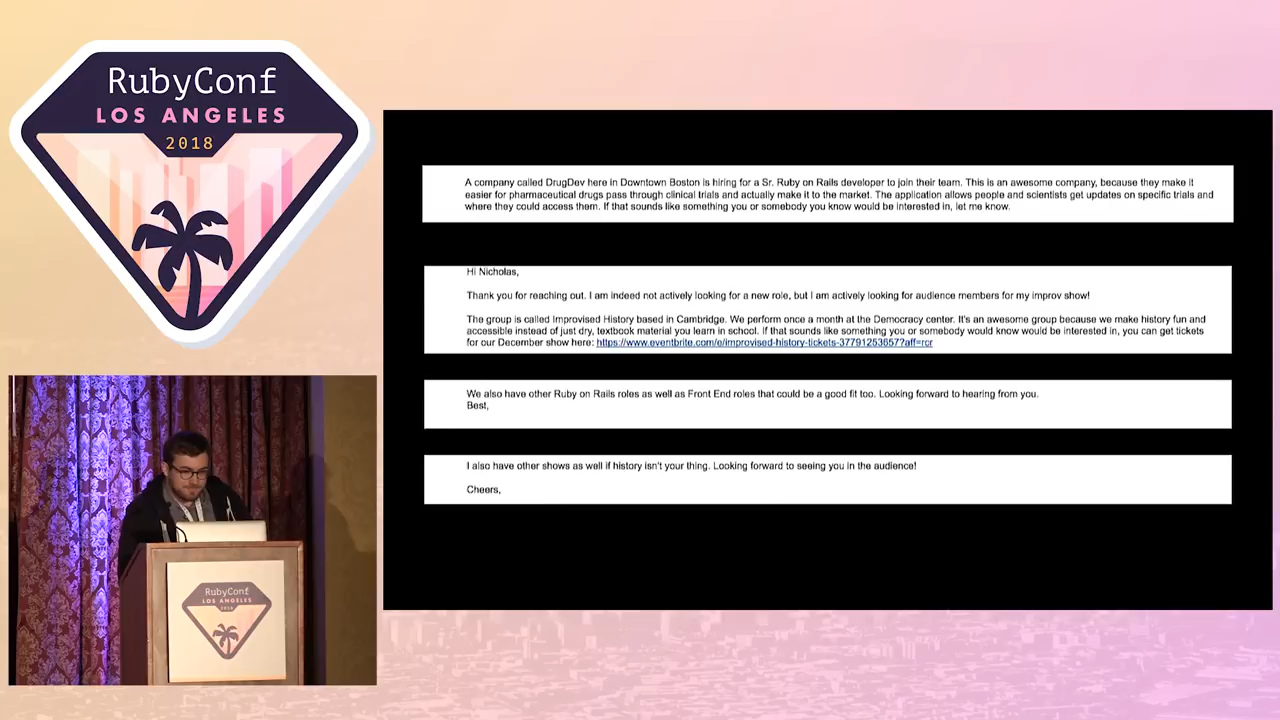 RubyConf
LOS ANGELES
2018
A company called DrugDev here in Downtown Boston is hiring for a Sr. Ruby on Rails developer to join their team. This is an awesome company, because they make it
easier for pharmaceutical drugs pass through clinical trials and actually make it to the market. The application allows people and scientists get updates on specific trials and
where they could access them. If that sounds like something you or somebody you know would be interested in, let me know.
Hi Nicholas,
Thank you for reaching out. I am indeed not actively looking for a new role, but I am actively looking for audience members for my improv show!
The group is called Improvised History based in Cambridge. We perform once a month at the Democracy center. It's an awesome group because we make history fun and
accessible instead of just dry, textbook material you learn in school. If that sounds like something you or somebody would know would be interested in, you can get tickets
for our December show here: https://www.eventbrite.com/e/improvised-history-tickets-37791253657?aff=rcr
We also have other Ruby on Rails roles as well as Front End roles that could be a good fit too. Looking forward to hearing from you.
Best,
I also have other shows as well if history isn't your thing. Looking forward to seeing you in the audience!
Cheers,
RubyConf
LOS ANGELES
2018